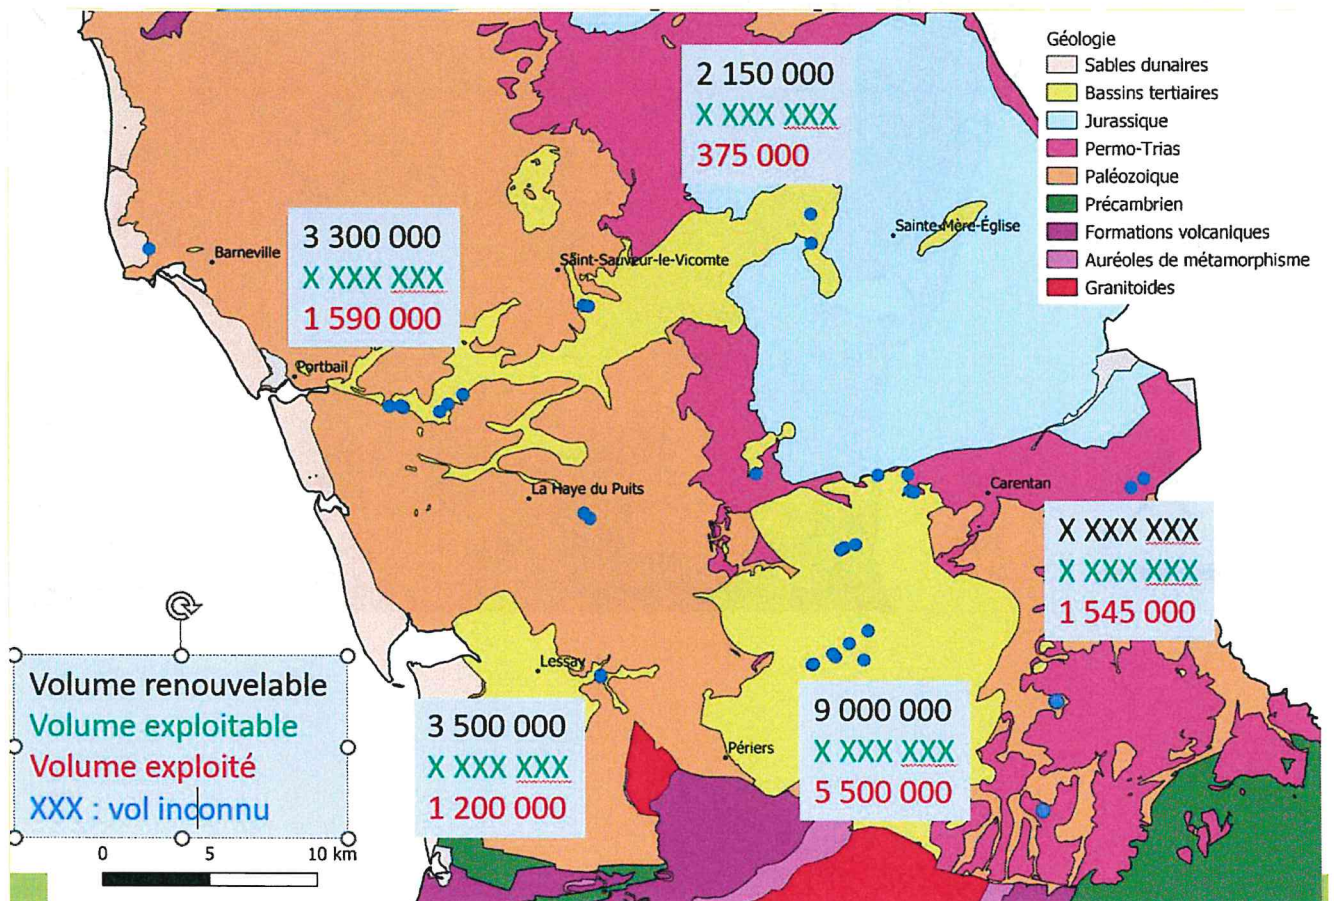 Géologie
Sables dunaires
Bassins tertiaires
Jurassique
Permo-Trias
Paléozoique
Précambrien
Formations volcaniques
Auréoles de métamorphisme
Granitoides
2 150 000
X XXX XXX
375 000
3 300 000
X XXX XXX
1 590 000
Barneville
Saint-Sauveur-le-Vicomte
Sainte-Mère-Église
Portbail
La Haye du Puits
Carentan
X XXX XXX
X XXX XXX
1 545 000
Lessay
Périers
3 500 000
X XXX XXX
1 200 000
9 000 000
X XXX XXX
5 500 000
Volume renouvelable
Volume exploitable
Volume exploité
XXX : vol inconnu
0 5 10 km